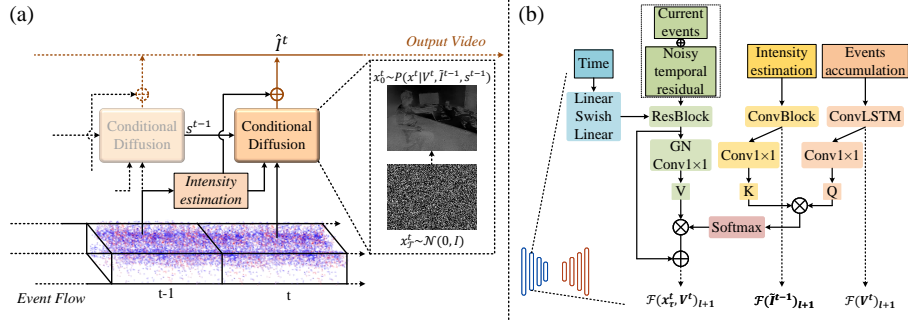 (a)
Î^t
Output Video
Conditional
Diffusion
s^{t-1}
Conditional
Diffusion
Intensity
estimation
x_0^t~P(x^t|V^t, Ĩ^{t-1}, s^{t-1})
x_T^t~𝒩(0, I)
Event Flow
t-1
t
(b)
Time
Linear
Swish
Linear
Current
events
Noisy
temporal
residual
ResBlock
GN
Conv1×1
V
Intensity
estimation
ConvBlock
Conv1×1
K
Events
accumulation
ConvLSTM
Conv1×1
Q
Softmax
ℱ(x_τ^t, V^t)_{l+1}
ℱ(Ĩ^{t-1})_{l+1}
ℱ(V^t)_{l+1}